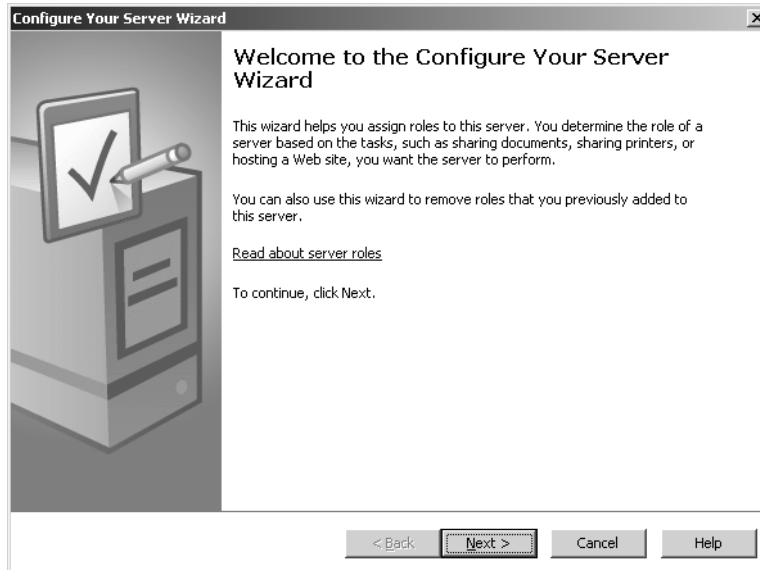 Configure Your Server Wizard
Welcome to the Configure Your Server
Wizard
This wizard helps you assign roles to this server. You determine the role of a
server based on the tasks, such as sharing documents, sharing printers, or
hosting a Web site, you want the server to perform.
You can also use this wizard to remove roles that you previously added to
this server.
Read about server roles
To continue, click Next.
< Back Next > Cancel Help